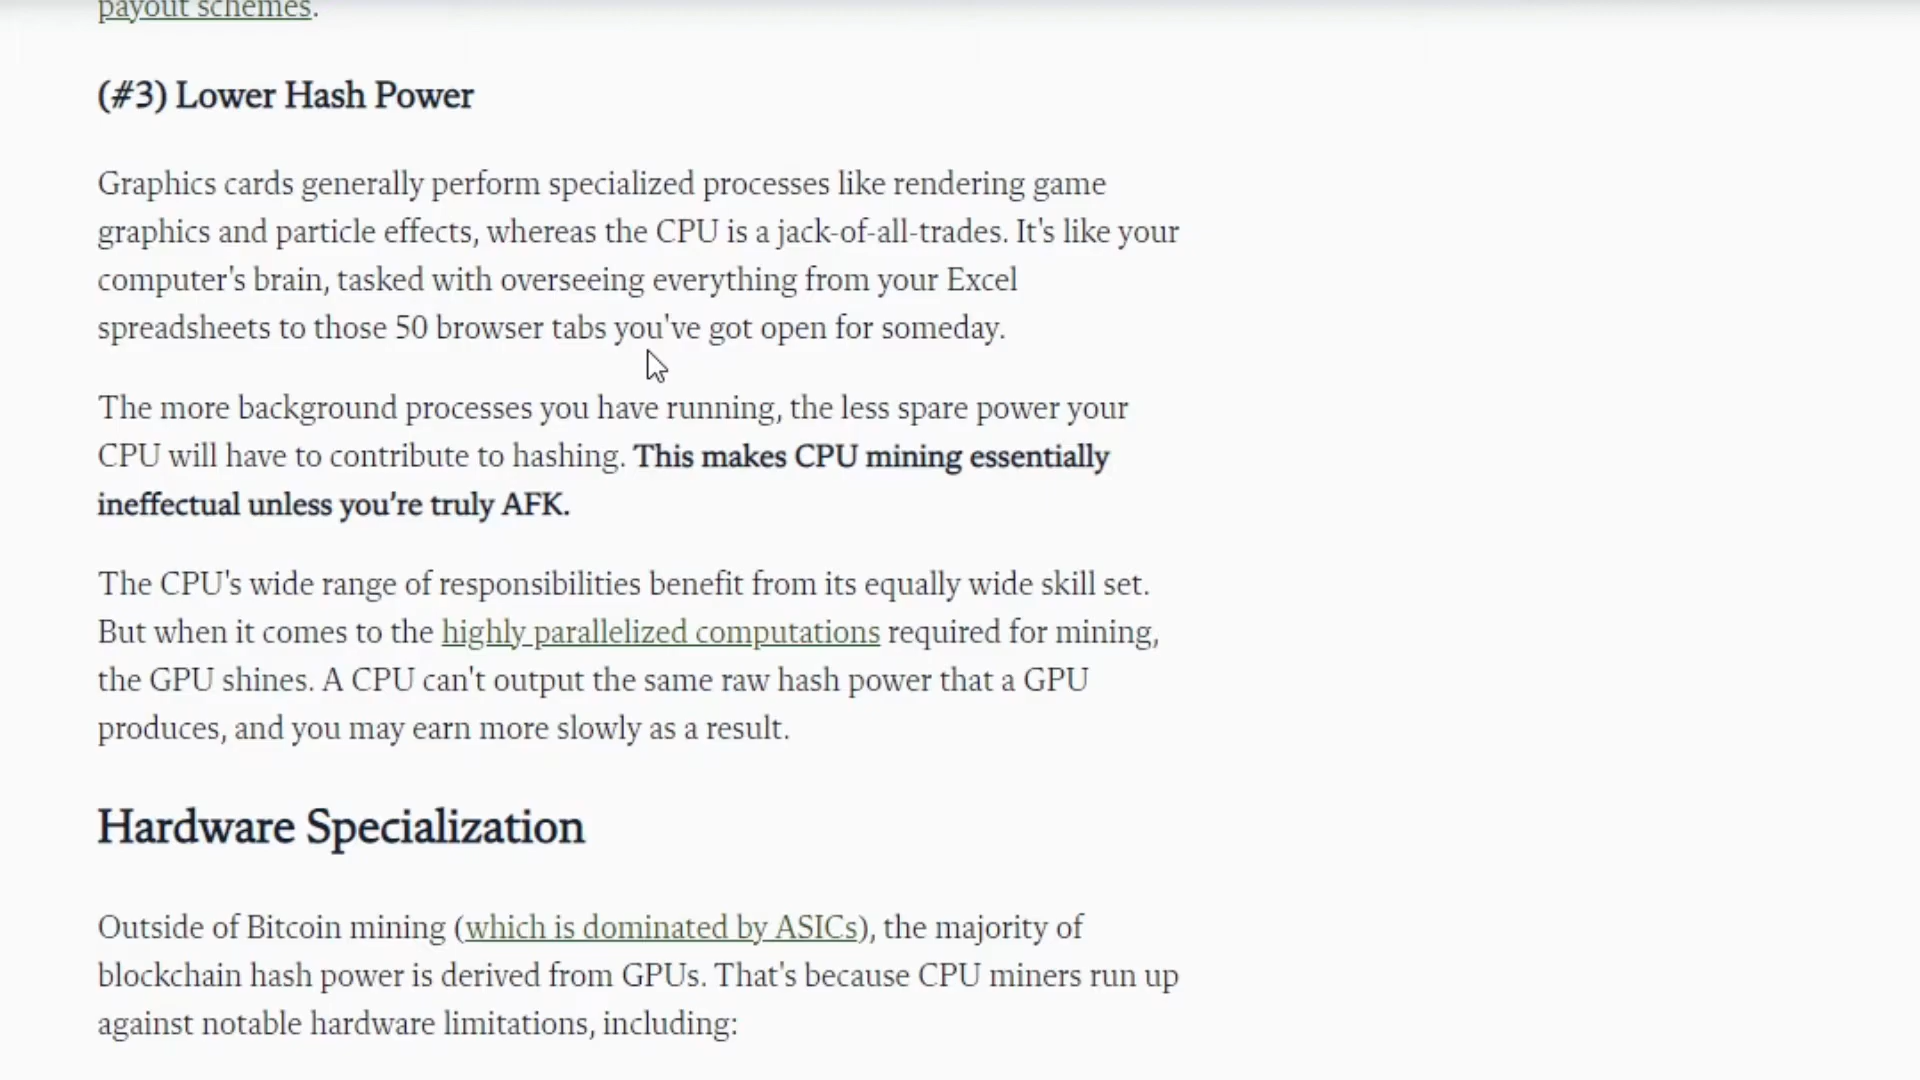 payout schemes.
(#3) Lower Hash Power
Graphics cards generally perform specialized processes like rendering game
graphics and particle effects, whereas the CPU is a jack-of-all-trades. It's like your
computer's brain, tasked with overseeing everything from your Excel
spreadsheets to those 50 browser tabs you've got open for someday.
The more background processes you have running, the less spare power your
CPU will have to contribute to hashing. This makes CPU mining essentially
ineffectual unless you’re truly AFK.
The CPU's wide range of responsibilities benefit from its equally wide skill set.
But when it comes to the highly parallelized computations required for mining,
the GPU shines. A CPU can't output the same raw hash power that a GPU
produces, and you may earn more slowly as a result.
Hardware Specialization
Outside of Bitcoin mining (which is dominated by ASICs), the majority of
blockchain hash power is derived from GPUs. That's because CPU miners run up
against notable hardware limitations, including: